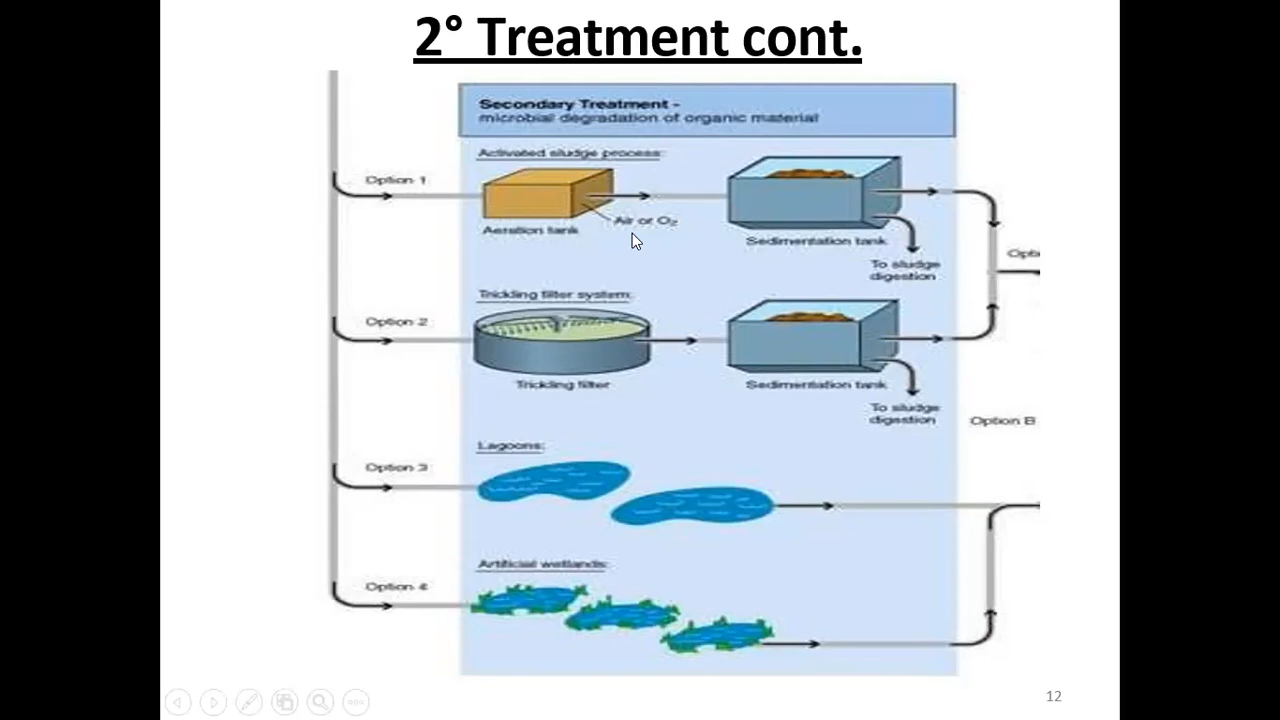 2° Treatment cont.
Secondary Treatment -
microbial degradation of organic material
Activated sludge process:
Option 1
Air or O₂
Aeration tank
Sedimentation tank
To sludge
digestion
Trickling filter system:
Option 2
Trickling filter
Sedimentation tank
To sludge
digestion
Option B
Lagoons:
Option 3
Artificial wetlands:
Option 4
12